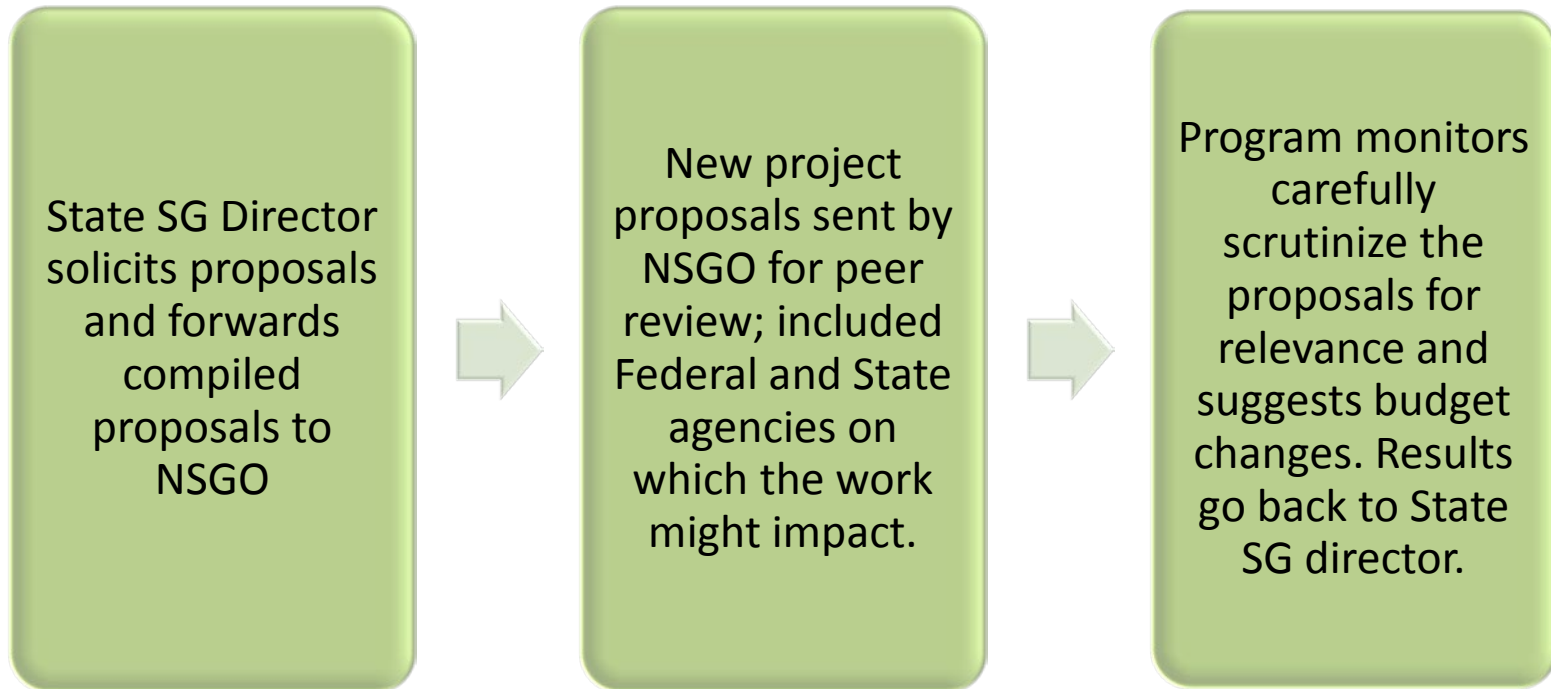 State SG Director
solicits proposals
and forwards
compiled
proposals to
NSGO
New project
proposals sent by
NSGO for peer
review; included
Federal and State
agencies on
which the work
might impact.
Program monitors
carefully
scrutinize the
proposals for
relevance and
suggests budget
changes. Results
go back to State
SG director.